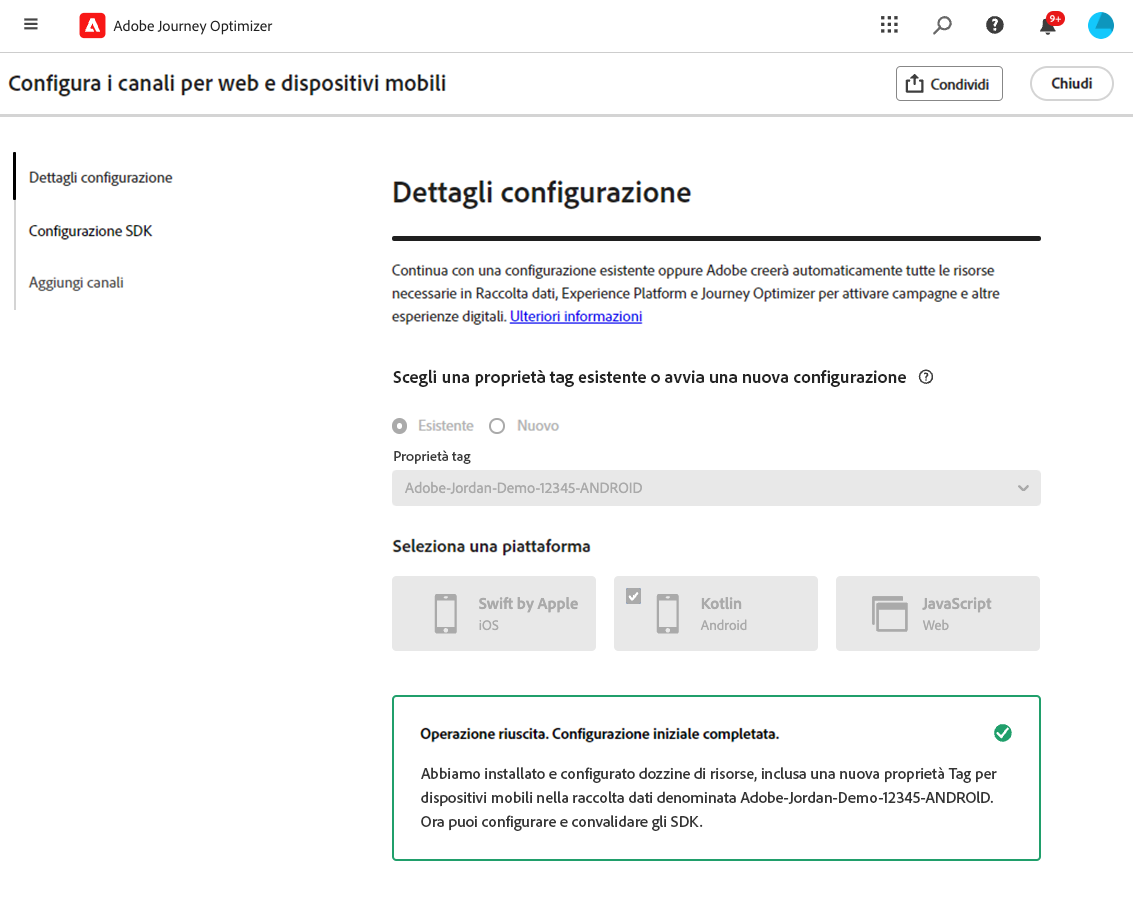 Adobe Journey Optimizer
9+
Configura i canali per web e dispositivi mobili
Condividi
Chiudi
Dettagli configurazione
Configurazione SDK
Aggiungi canali
Dettagli configurazione
Continua con una configurazione esistente oppure Adobe creerà automaticamente tutte le risorse
necessarie in Raccolta dati, Experience Platform e Journey Optimizer per attivare campagne e altre
esperienze digitali. Ulteriori informazioni
Scegli una proprietà tag esistente o avvia una nuova configurazione
Esistente
Nuovo
Proprietà tag
Adobe-Jordan-Demo-12345-ANDROID
Seleziona una piattaforma
Swift by Apple
iOS
Kotlin
Android
JavaScript
Web
Operazione riuscita. Configurazione iniziale completata.
Abbiamo installato e configurato dozzine di risorse, inclusa una nuova proprietà Tag per
dispositivi mobili nella raccolta dati denominata Adobe-Jordan-Demo-12345-ANDROID.
Ora puoi configurare e convalidare gli SDK.